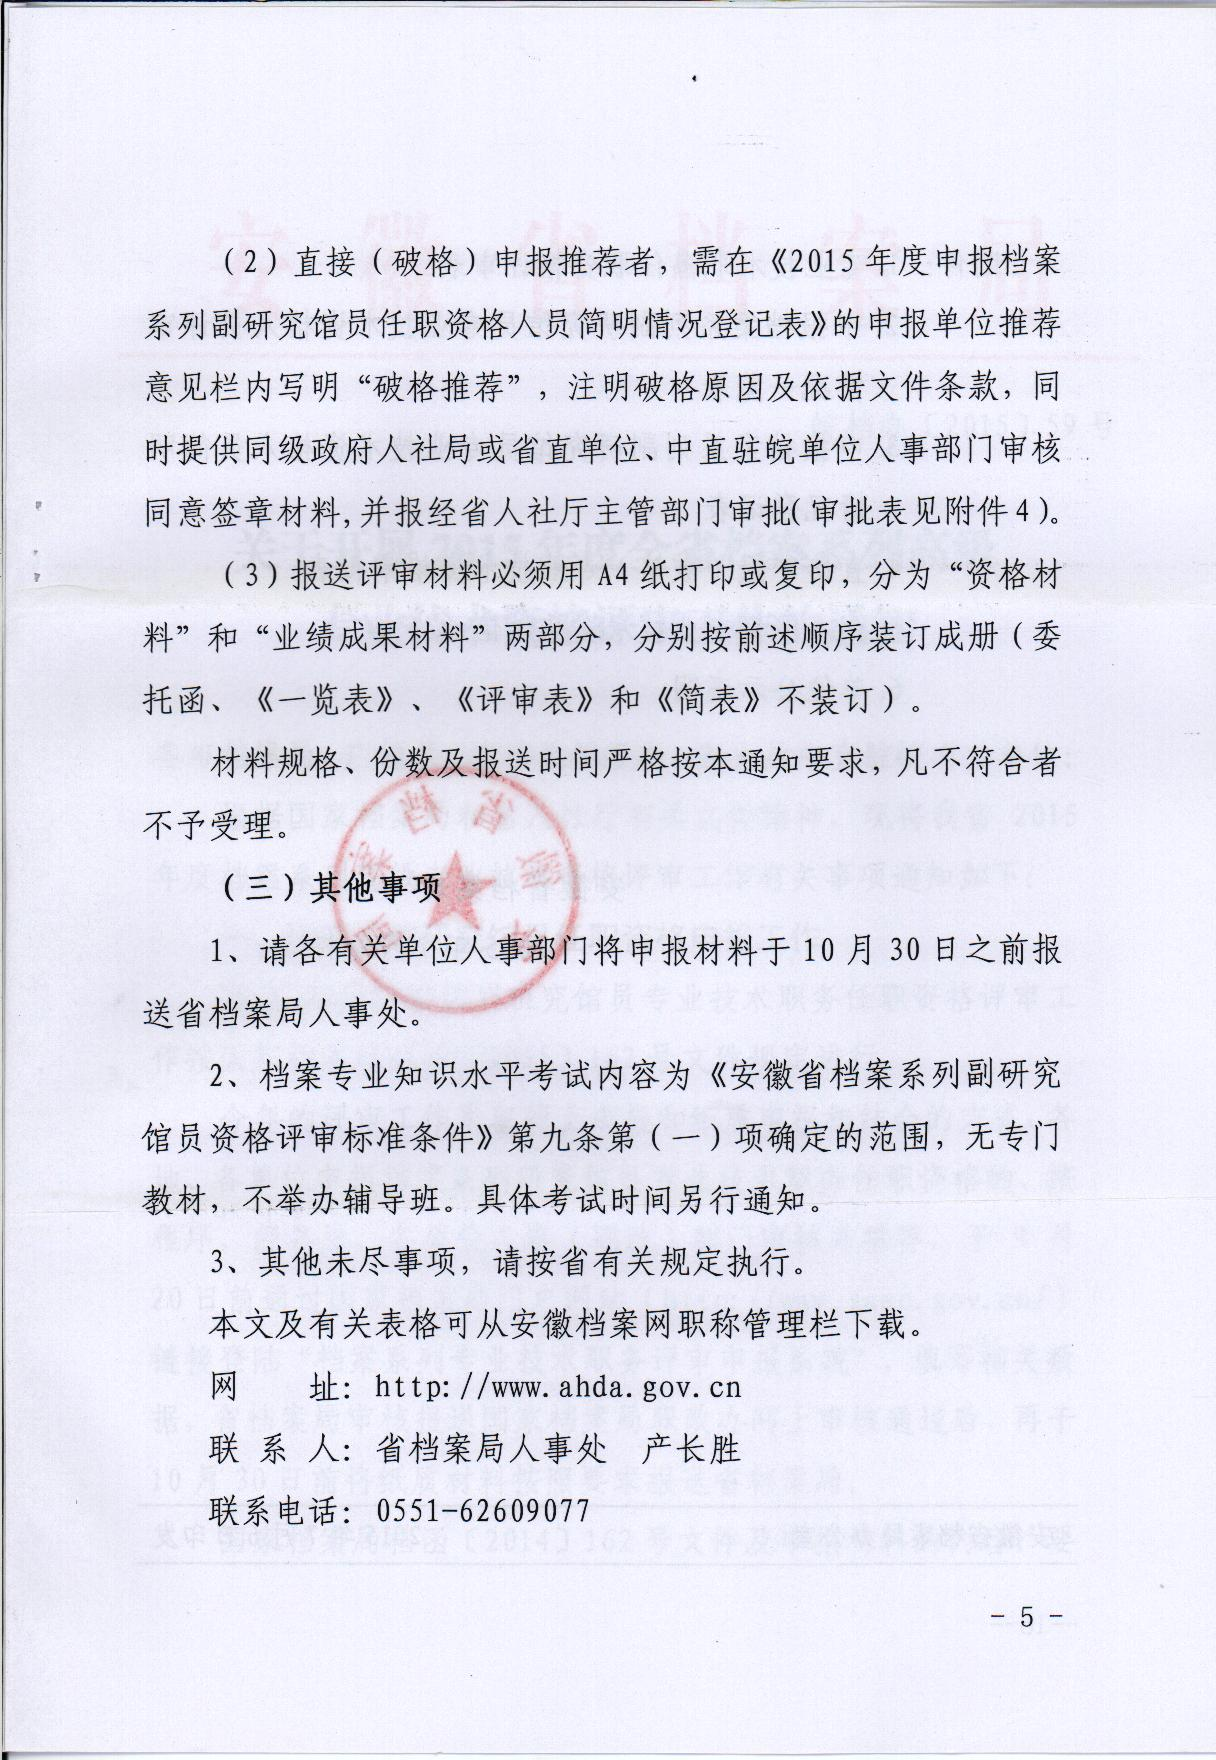 （2）直接（破格）申报推荐者，需在《2015年度申报档案
系列副研究馆员任职资格人员简明情况登记表》的申报单位推荐
意见栏内写明“破格推荐”，注明破格原因及依据文件条款，同
时提供同级政府人社局或省直单位、中直驻皖单位人事部门审核
同意签章材料，并报经省人社厅主管部门审批（审批表见附件4）。
（3）报送评审材料必须用A4纸打印或复印，分为“资格材
料”和“业绩成果材料”两部分，分别按前述顺序装订成册（委
托函、《一览表》、《评审表》和《简表》不装订）。
材料规格、份数及报送时间严格按本通知要求，凡不符合者
不予受理。
（三）其他事项
1、请各有关单位人事部门将申报材料于10月30日之前报
送省档案局人事处。
2、档案专业知识水平考试内容为《安徽省档案系列副研究
馆员资格评审标准条件》第九条第（一）项确定的范围，无专门
教材，不举办辅导班。具体考试时间另行通知。
3、其他未尽事项，请按省有关规定执行。
本文及有关表格可从安徽档案网职称管理栏下载。
网　　址：http://www.ahda.gov.cn
联 系 人：省档案局人事处　产长胜
联系电话：0551-62609077
- 5 -